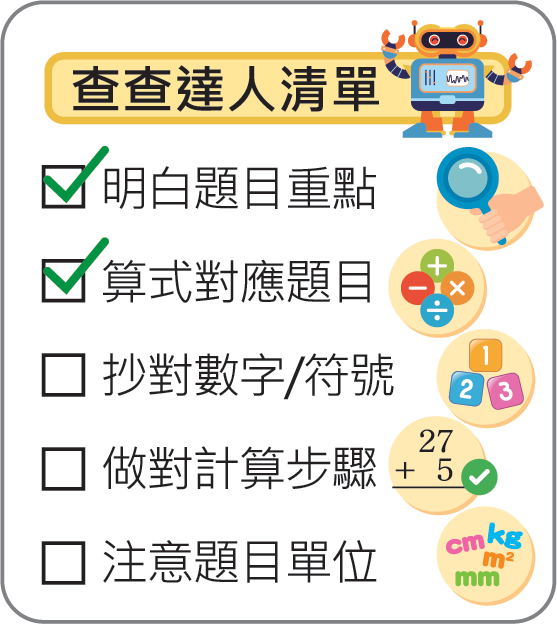 查查達人清單
明白題目重點
算式對應題目
+
−
×
÷
抄對數字/符號
1
2
3
做對計算步驟
27
+ 5
注意題目單位
cm
kg
m²
mm